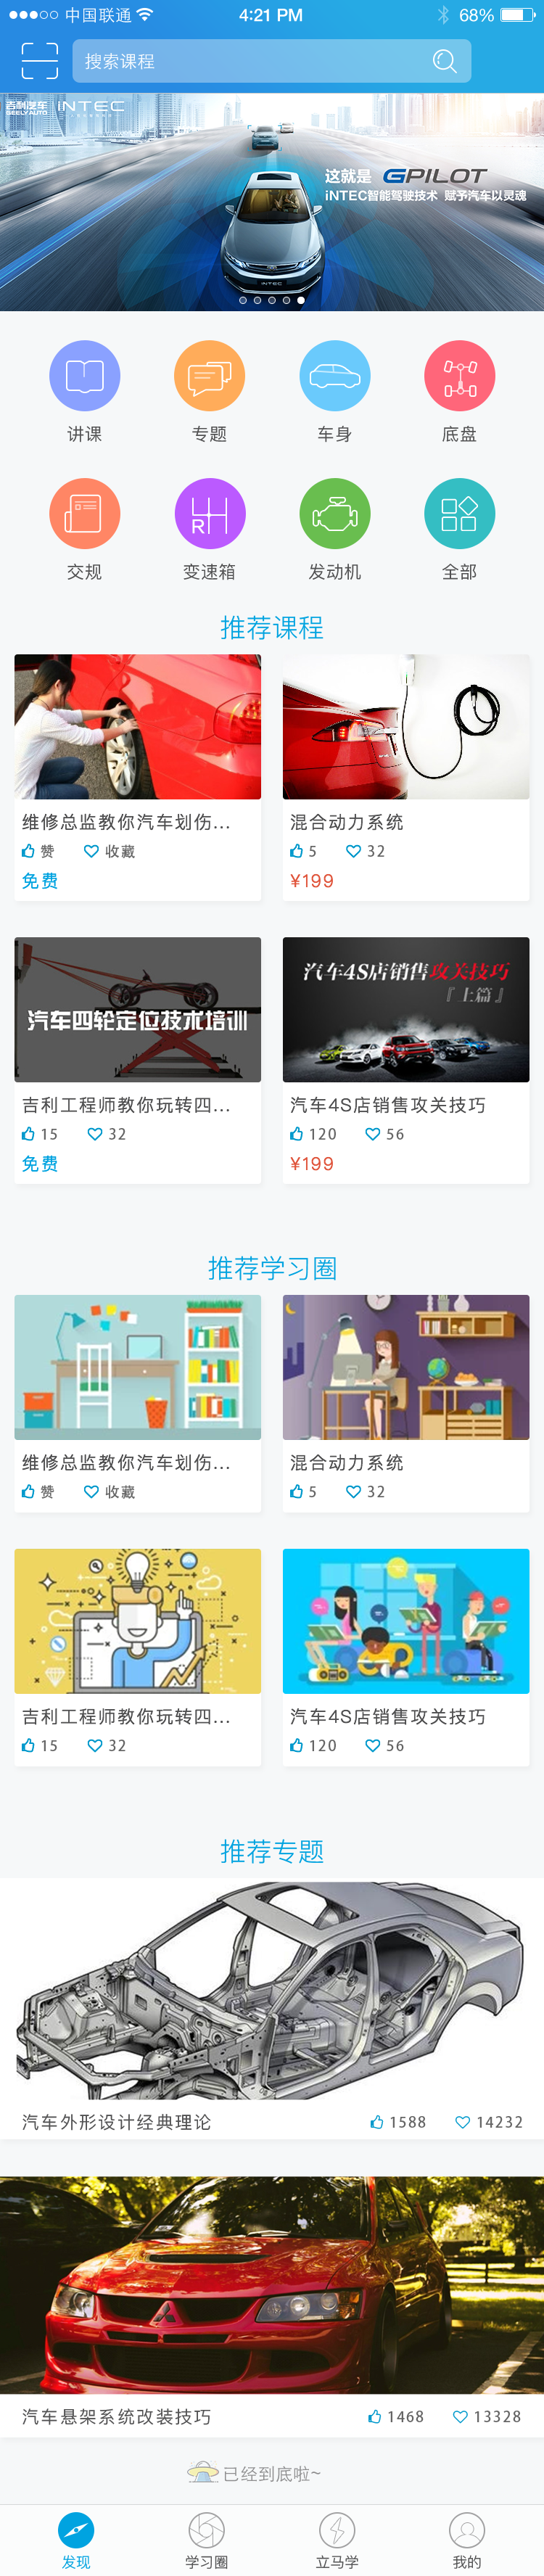 中国联通
4:21 PM
68%
搜索课程
吉利汽车 iNTEC
GEELY AUTO
这就是 GPILOT
iNTEC智能驾驶技术 赋予汽车以灵魂
iNTEC
讲课 专题 车身 底盘
R
交规 变速箱 发动机 全部
推荐课程
维修总监教你汽车划伤...
赞 收藏
免费
混合动力系统
5 32
¥199
汽车四轮定位技术培训
吉利工程师教你玩转四...
15 32
免费
汽车4S店销售攻关技巧
『上篇』
汽车4S店销售攻关技巧
120 56
¥199
推荐学习圈
维修总监教你汽车划伤...
赞 收藏
混合动力系统
5 32
吉利工程师教你玩转四...
15 32
汽车4S店销售攻关技巧
120 56
推荐专题
汽车外形设计经典理论 1588 14232
汽车悬架系统改装技巧 1468 13328
已经到底啦~
发现 学习圈 立马学 我的